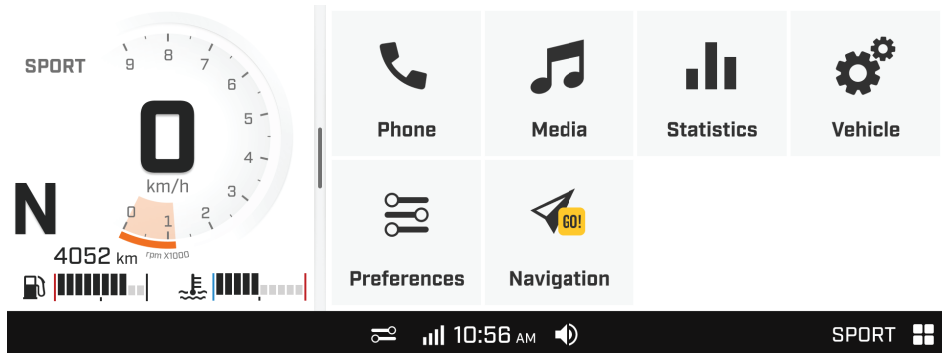 SPORT
9
8
7
6
5
4
3
2
1
0
0
km/h
N
rpm X1000
4052 km
Phone
Media
Statistics
Vehicle
GO!
Preferences
Navigation
10:56 AM
SPORT